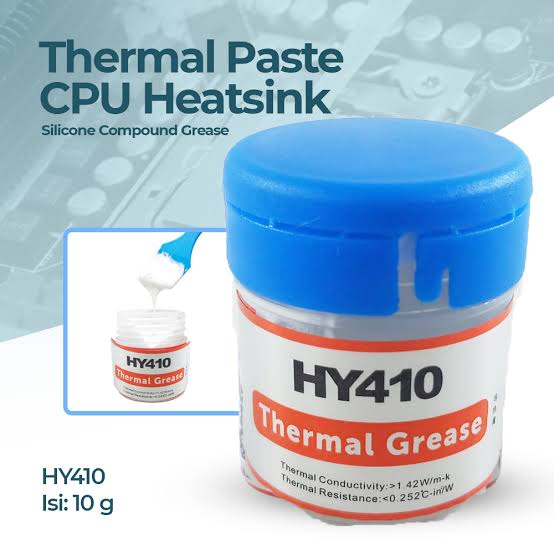 Thermal Paste
CPU Heatsink
Silicone Compound Grease
HY410
Thermal Grease
HY410
Thermal Grease
Thermal Conductivity:>1.42W/m-k
Thermal Resistance:<0.252℃-in²/W
HY410
Isi: 10 g